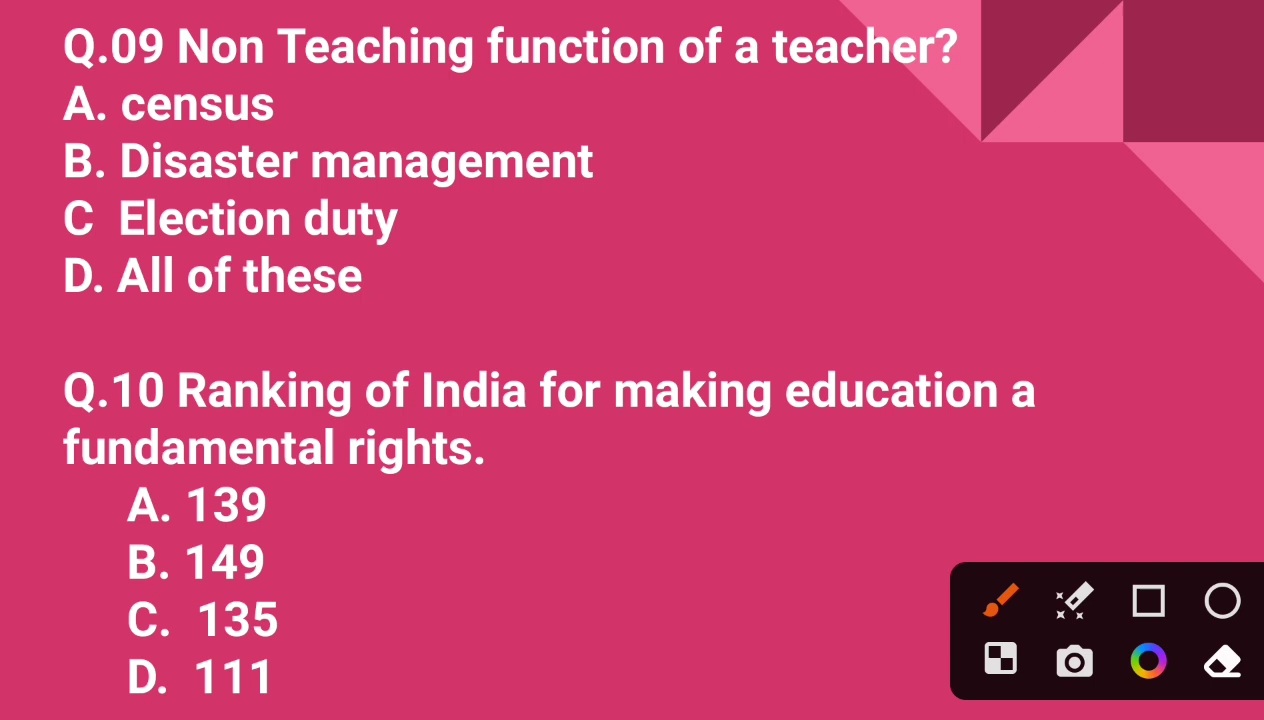 Q.09 Non Teaching function of a teacher?
A. census
B. Disaster management
C  Election duty
D. All of these
Q.10 Ranking of India for making education a
fundamental rights.
A. 139
B. 149
C.  135
D.  111